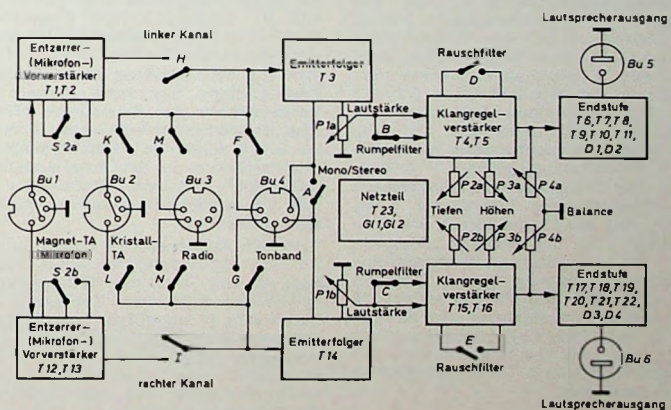 Lautsprecherausgang
linker Kanal
Entzerrer-
(Mikrofon-)
Vorverstärker
T1,T2
H
Emitterfolger
T3
Rauschfilter
D
Bu 5
Lautstärke
P1a
B
Rumpelfilter
Klangregel-
verstärker
T4,T5
Endstufe
T6,T7,T8,
T9,T10,T11,
D1,D2
S 2a
K
M
F
Bu1
Bu 2
Bu 3
Bu 4
A
Mono/Stereo
Netzteil
T 23,
Gl1,Gl2
P2a
P3a
P4a
Tiefen
Höhen
Balance
P2b
P3b
P4b
Magnet-TA
(Mikrofon)
Kristall-
TA
Radio
Tonband
S 2b
L
N
G
Rumpelfilter
C
P1b
Lautstärke
Klangregel-
verstärker
T15,T16
Endstufe
T17,T18,T19,
T20,T21,T22,
D3,D4
Entzerrer-
(Mikrofon-)
Vorverstärker
T12,T13
I
Emitterfolger
T14
E
Rauschfilter
Bu 6
rechter Kanal
Lautsprecherausgang